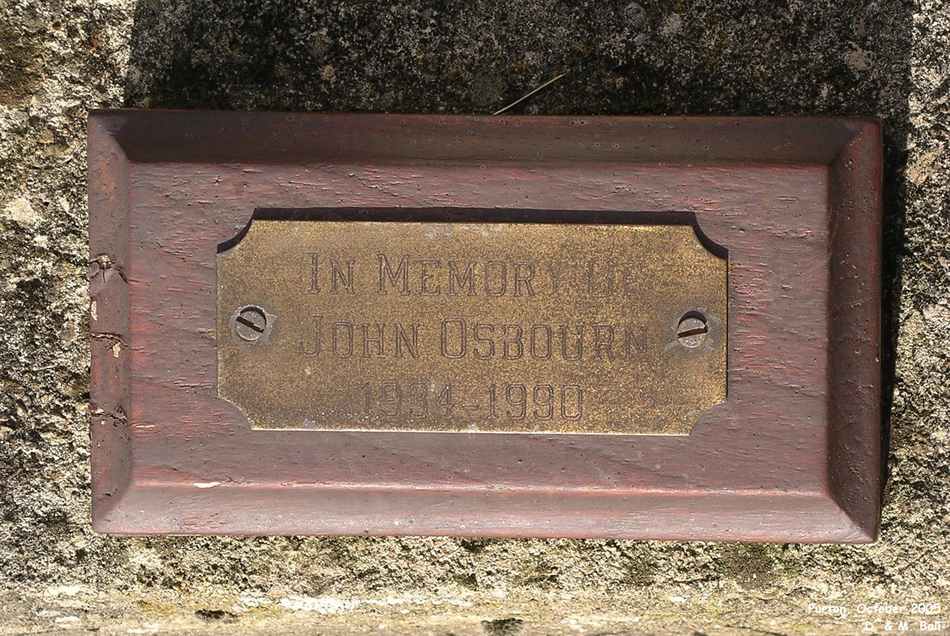 In Memory Of
John Osbourn
1934-1990
Purton, October 2005
D. & M. Ball